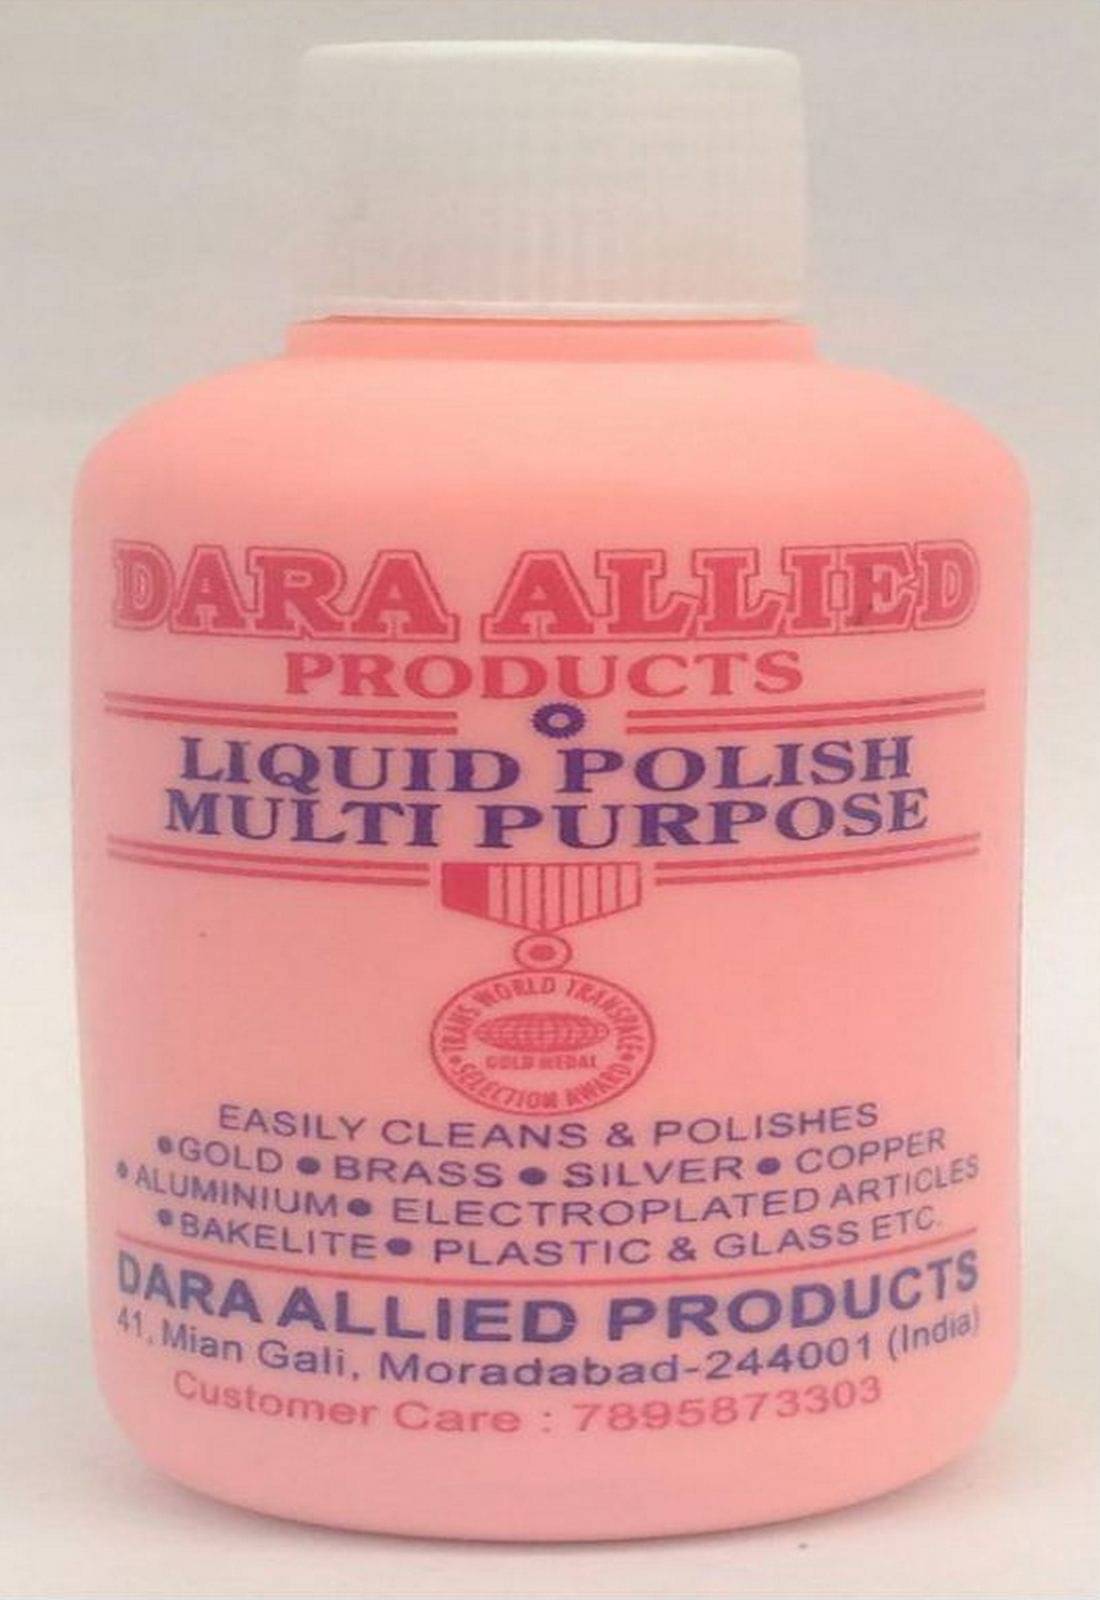 DARA ALLIED
PRODUCTS
LIQUID POLISH
MULTI PURPOSE
TRANS WORLD TRANSPACE
GOLD MEDAL
•SELECTION AWARD•
EASILY CLEANS & POLISHES
•GOLD • BRASS • SILVER • COPPER
•ALUMINIUM• ELECTROPLATED ARTICLES
•BAKELITE• PLASTIC & GLASS ETC.
DARA ALLIED PRODUCTS
41, Mian Gali, Moradabad-244001 (India)
Customer Care : 7895873303